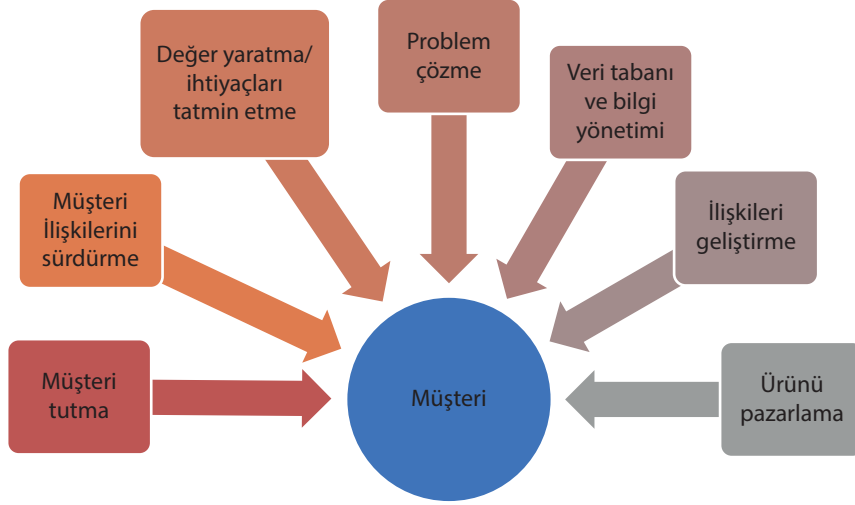 Değer yaratma/
ihtiyaçları
tatmin etme
Problem
çözme
Veri tabanı
ve bilgi
yönetimi
Müşteri
İlişkilerini
sürdürme
İlişkileri
geliştirme
Müşteri
tutma
Müşteri
Ürünü
pazarlama